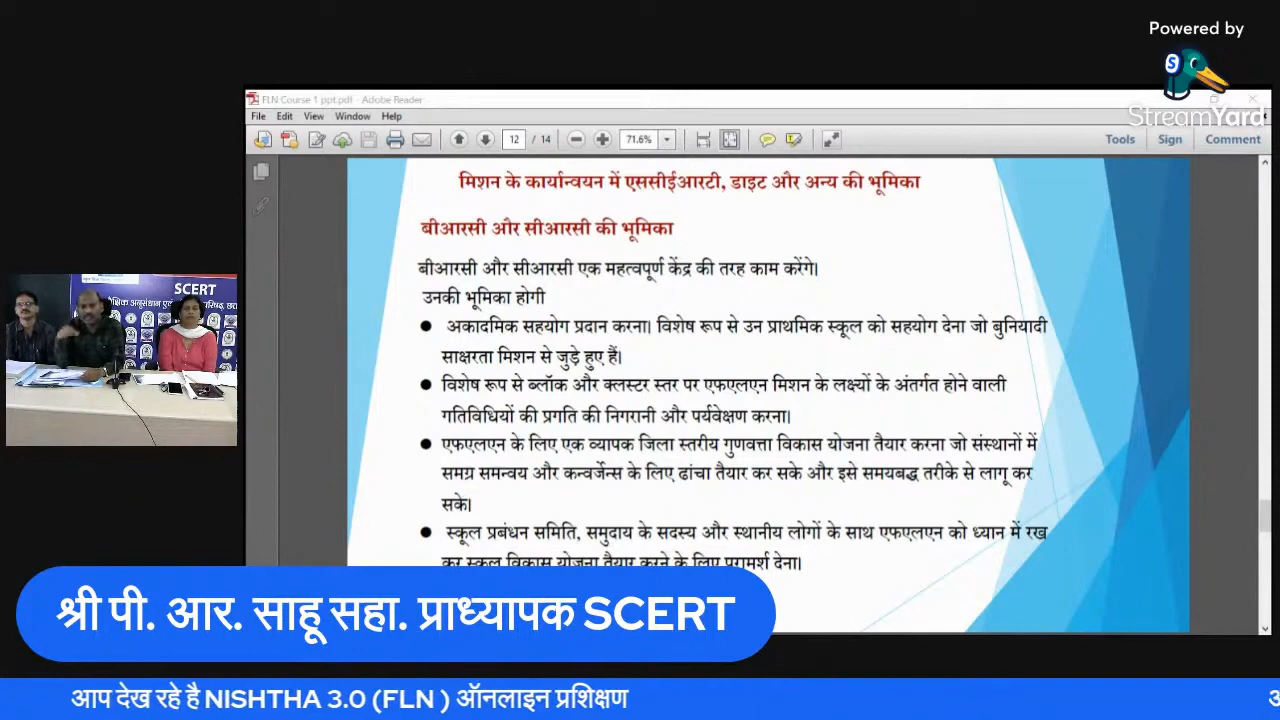 Powered by
StreamYard
FLN Course 1 ppt.pdf - Adobe Reader
File Edit View Window Help
12 / 14 71.6% Tools Sign Comment
मिशन के कार्यान्वयन में एससीईआरटी, डाइट और अन्य की भूमिका
बीआरसी और सीआरसी की भूमिका
बीआरसी और सीआरसी एक महत्वपूर्ण केंद्र की तरह काम करेंगे।
उनकी भूमिका होगी
● अकादमिक सहयोग प्रदान करना। विशेष रूप से उन प्राथमिक स्कूल को सहयोग देना जो बुनियादी
साक्षरता मिशन से जुड़े हुए हैं।
● विशेष रूप से ब्लॉक और क्लस्टर स्तर पर एफएलएन मिशन के लक्ष्यों के अंतर्गत होने वाली
गतिविधियों की प्रगति की निगरानी और पर्यवेक्षण करना।
● एफएलएन के लिए एक व्यापक जिला स्तरीय गुणवत्ता विकास योजना तैयार करना जो संस्थानों में
समग्र समन्वय और कन्वर्जेन्स के लिए ढांचा तैयार कर सके और इसे समयबद्ध तरीके से लागू कर
सके।
● स्कूल प्रबंधन समिति, समुदाय के सदस्य और स्थानीय लोगों के साथ एफएलएन को ध्यान में रख
कर स्कूल विकास योजना तैयार करने के लिए परामर्श देना।
SCERT
श्री पी. आर. साहू सहा. प्राध्यापक SCERT
आप देख रहे है NISHTHA 3.0 (FLN ) ऑनलाइन प्रशिक्षण